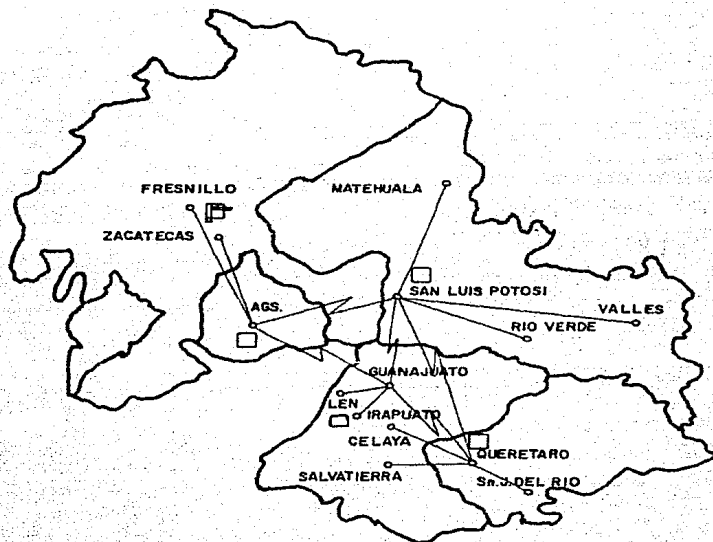 FRESNILLO
MATEHUALA
ZACATECAS
SAN LUIS POTOSI
AGS.
VALLES
RIO VERDE
GUANAJUATO
LEN
IRAPUATO
CELAYA
QUERETARO
SALVATIERRA
Sn.J.DEL RIO